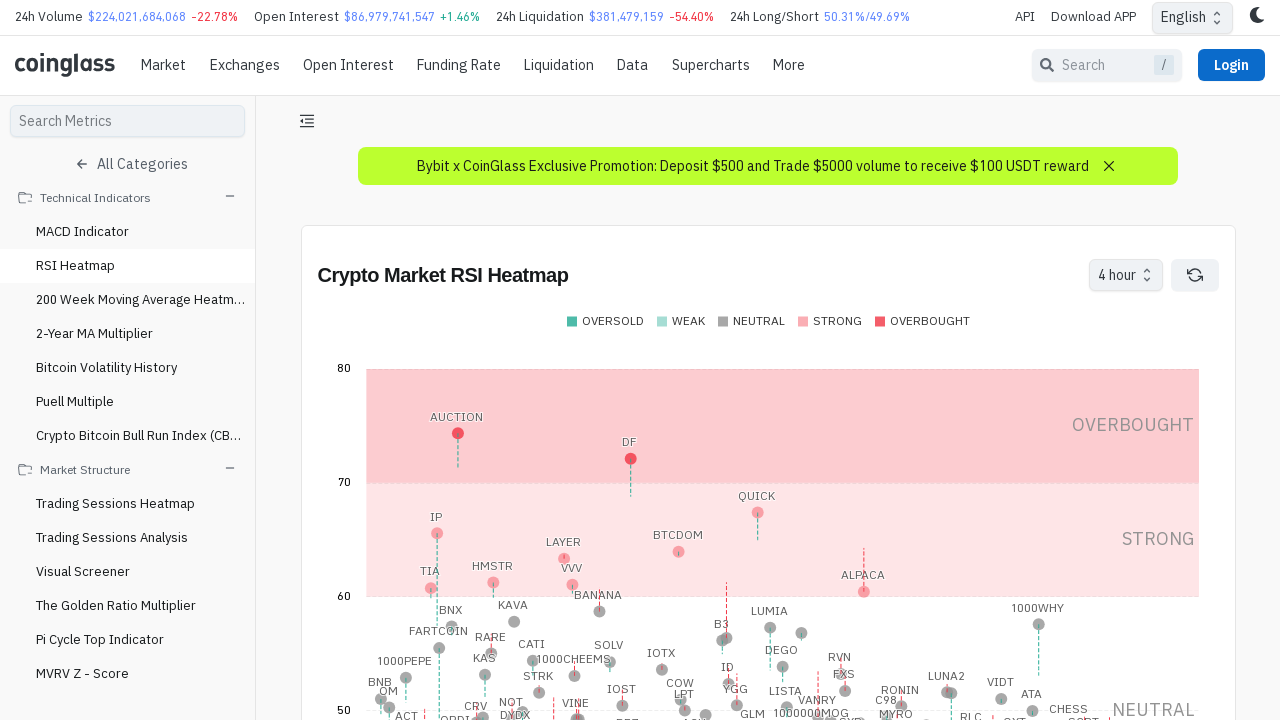 24h Volume $224,021,684,068 -22.78% Open Interest $86,979,741,547 +1.46% 24h Liquidation $381,479,159 -54.40% 24h Long/Short 50.31%/49.69% API Download APP English
coinglass Market Exchanges Open Interest Funding Rate Liquidation Data Supercharts More Search / Login
Search Metrics
All Categories
Technical Indicators
MACD Indicator
RSI Heatmap
200 Week Moving Average Heatm...
2-Year MA Multiplier
Bitcoin Volatility History
Puell Multiple
Crypto Bitcoin Bull Run Index (CB...
Market Structure
Trading Sessions Heatmap
Trading Sessions Analysis
Visual Screener
The Golden Ratio Multiplier
Pi Cycle Top Indicator
MVRV Z - Score
Bybit x CoinGlass Exclusive Promotion: Deposit $500 and Trade $5000 volume to receive $100 USDT reward
Crypto Market RSI Heatmap
4 hour
OVERSOLD WEAK NEUTRAL STRONG OVERBOUGHT
80
AUCTION
OVERBOUGHT
DF
70
QUICK
IP
BTCDOM
STRONG
LAYER
HMSTR
VVV
TIA
ALPACA
60
BANANA
KAVA
1000WHY
BNX
LUMIA
B3
FARTCOIN
RARE
CATI
SOLV
DEGO
IOTX
RVN
1000PEPE
KAS
1000CHEEMS
ID
STRK
FXS
LUNA2
BNB
COW
VIDT
OM
IOST
YGG
LISTA
RONIN
LPT
ATA
NOT
VINE
VANRY
C98
CRV
CHESS
NEUTRAL
50
ACT
DYDX
GLM
1000000MOG
MYRO
RLC